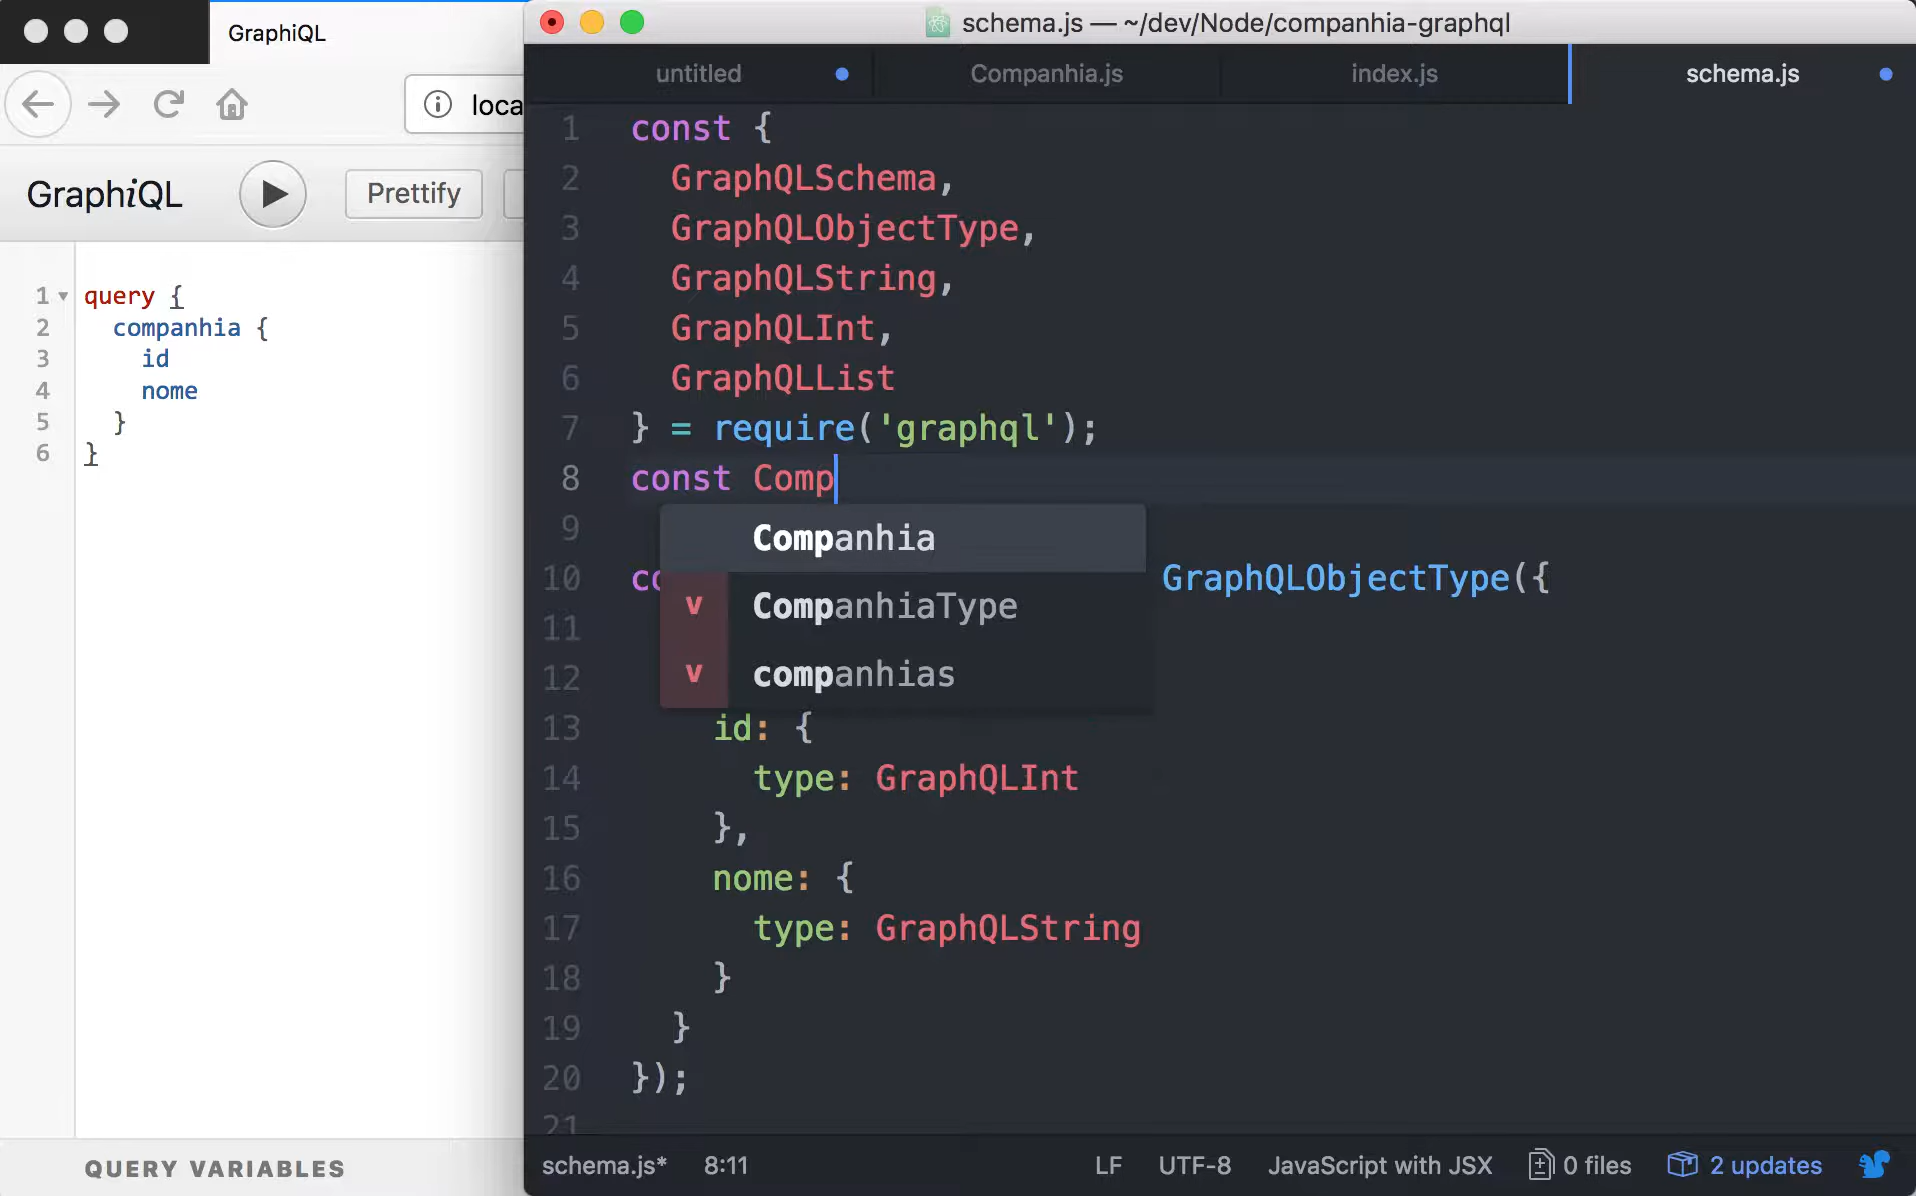 GraphiQL
loca
GraphiQL
Prettify
1 query {
2 companhia {
3 id
4 nome
5 }
6 }
QUERY VARIABLES
schema.js — ~/dev/Node/companhia-graphql
untitled
Companhia.js
index.js
schema.js
1 const {
2 GraphQLSchema,
3 GraphQLObjectType,
4 GraphQLString,
5 GraphQLInt,
6 GraphQLList
7 } = require('graphql');
8 const Comp
Companhia
v CompanhiaType
v companhias
9
10 co GraphQLObjectType({
11
12
13 id: {
14 type: GraphQLInt
15 },
16 nome: {
17 type: GraphQLString
18 }
19 }
20 });
21
schema.js* 8:11 LF UTF-8 JavaScript with JSX 0 files 2 updates